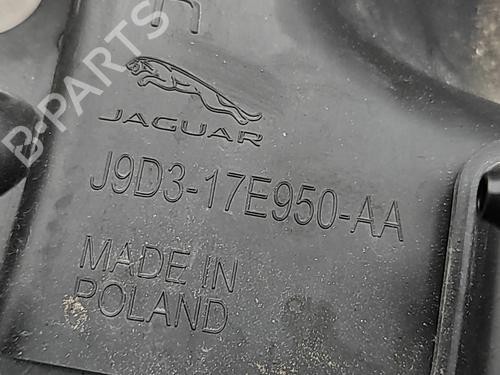 B-PARTS
JAGUAR
J9D3-17E950-AA
MADE IN
POLAND